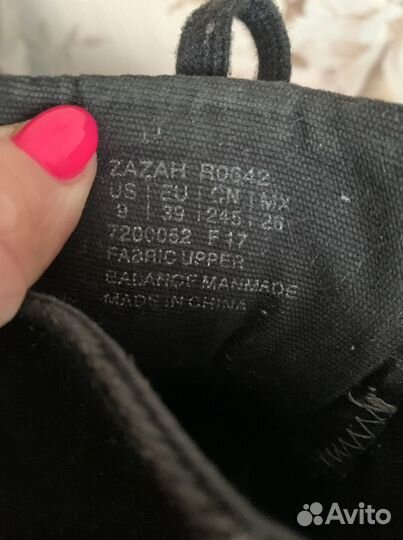 ZAZAH R0642
US | EU | CN | MX
9 | 39 | 245 | 26
7200052 F 17
FABRIC UPPER
BALANCE MANMADE
MADE IN CHINA
Avito